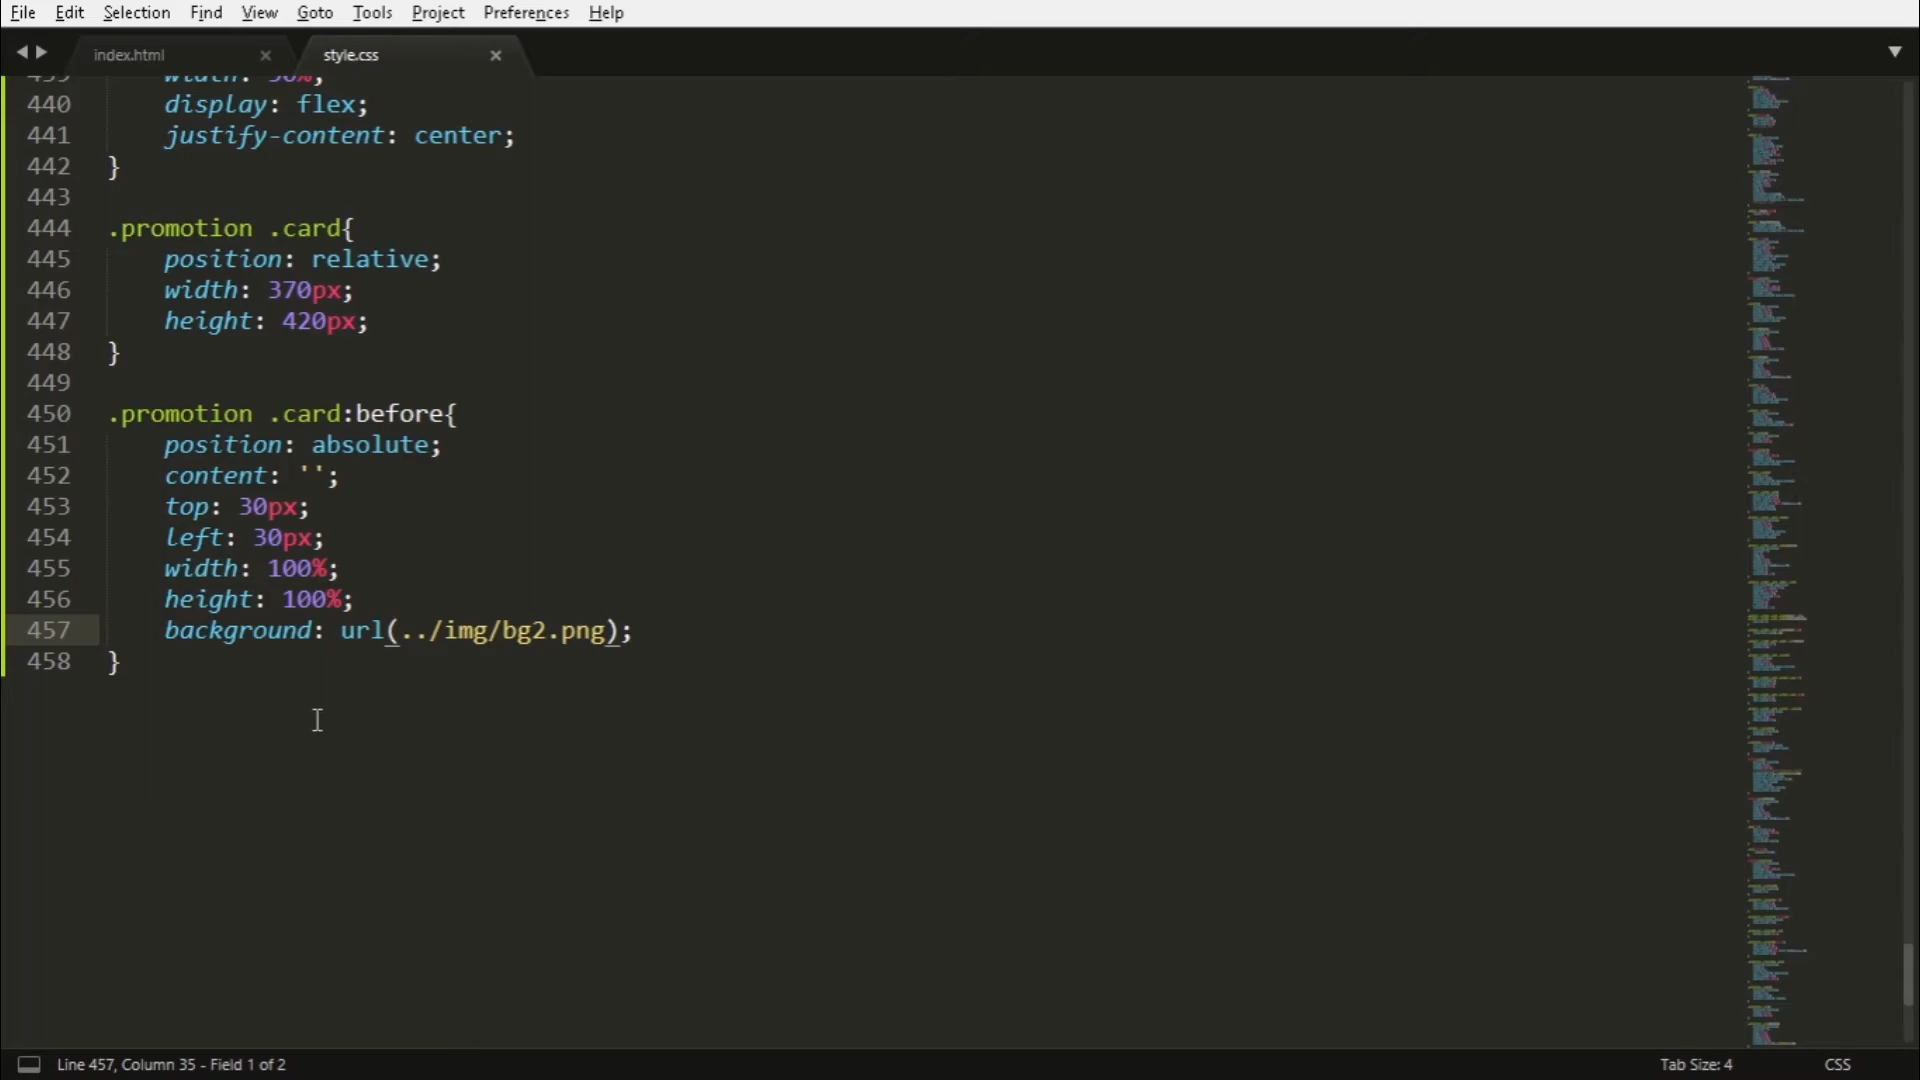 File Edit Selection Find View Goto Tools Project Preferences Help
index.html style.css
440 display: flex;
441 justify-content: center;
442 }
443
444 .promotion .card{
445 position: relative;
446 width: 370px;
447 height: 420px;
448 }
449
450 .promotion .card:before{
451 position: absolute;
452 content: '';
453 top: 30px;
454 left: 30px;
455 width: 100%;
456 height: 100%;
457 background: url(../img/bg2.png);
458 }
Line 457, Column 35 - Field 1 of 2 Tab Size: 4 CSS